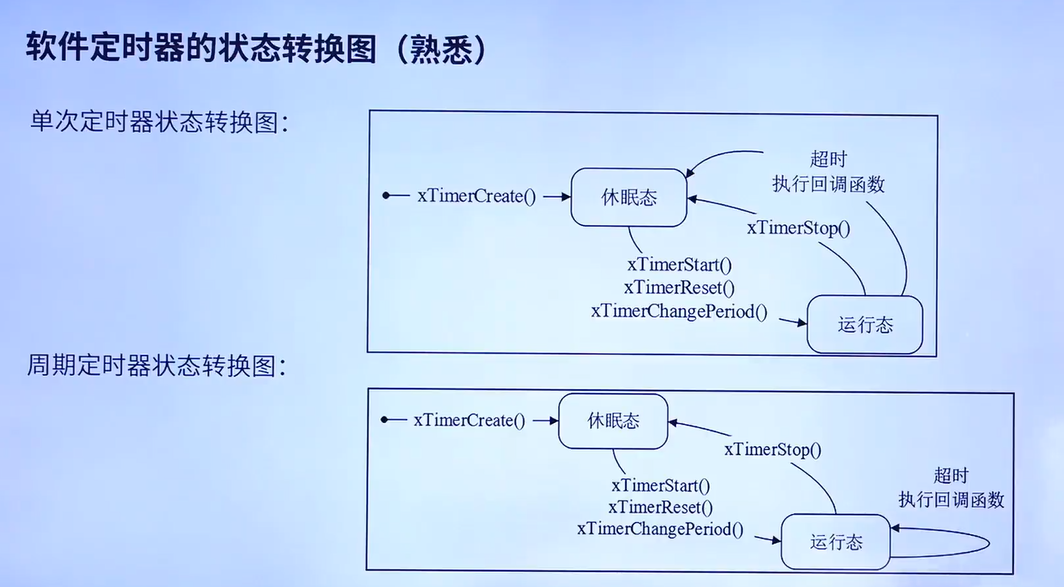 软件定时器的状态转换图（熟悉）
单次定时器状态转换图：
超时
执行回调函数
xTimerCreate()
休眠态
xTimerStop()
xTimerStart()
xTimerReset()
xTimerChangePeriod()
运行态
周期定时器状态转换图：
xTimerCreate()
休眠态
xTimerStop()
超时
执行回调函数
xTimerStart()
xTimerReset()
xTimerChangePeriod()
运行态